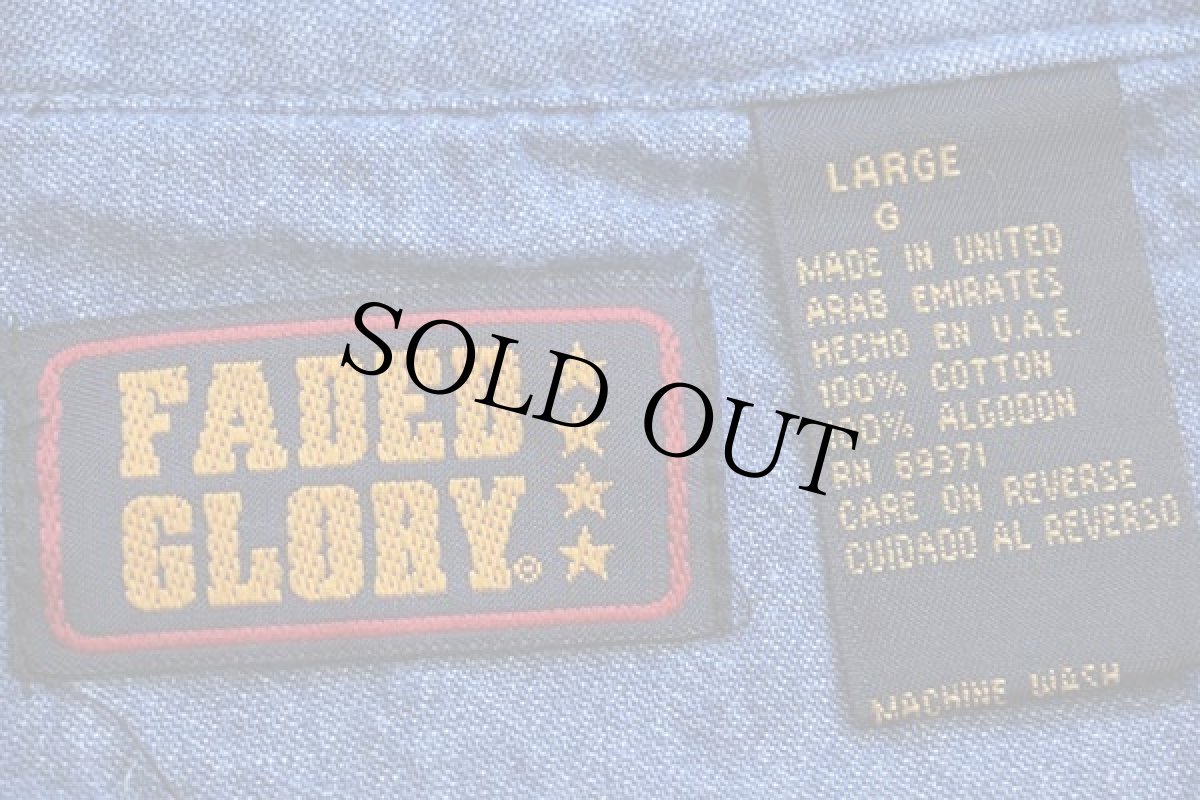 FADED
GLORY®
LARGE
G
MADE IN UNITED
ARAB EMIRATES
HECHO EN U.A.E.
100% COTTON
100% ALGODON
RN 69371
CARE ON REVERSE
CUIDADO AL REVERSO
MACHINE WASH
SOLD OUT